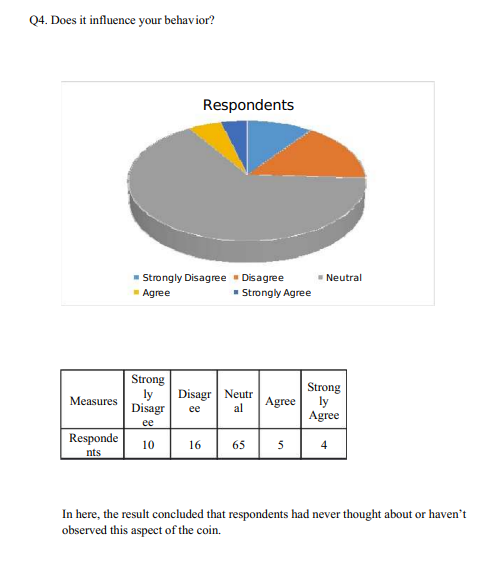 Q4. Does it influence your behavior?
Respondents
Strongly Disagree Disagree Neutral
Agree Strongly Agree
Measures Strong ly Disagr ee Disagr ee Neutr al Agree Strong ly Agree
Responde nts 10 16 65 5 4
In here, the result concluded that respondents had never thought about or haven't
observed this aspect of the coin.